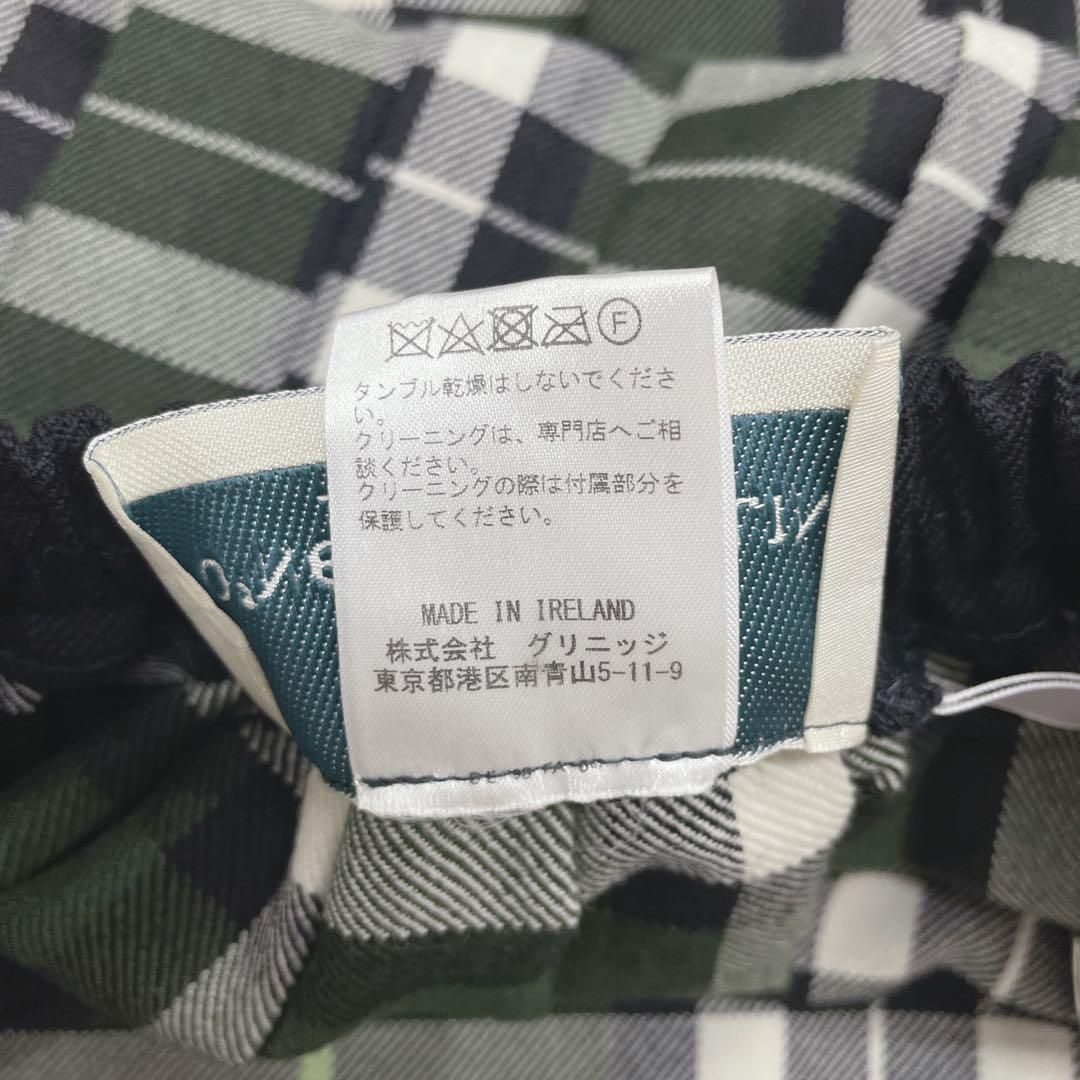 F
タンブル乾燥はしないでくださ
い。
クリーニングは、専門店へご相
談ください。
クリーニングの際は付属部分を
保護してください。
MADE IN IRELAND
株式会社 グリニッジ
東京都港区南青山5-11-9